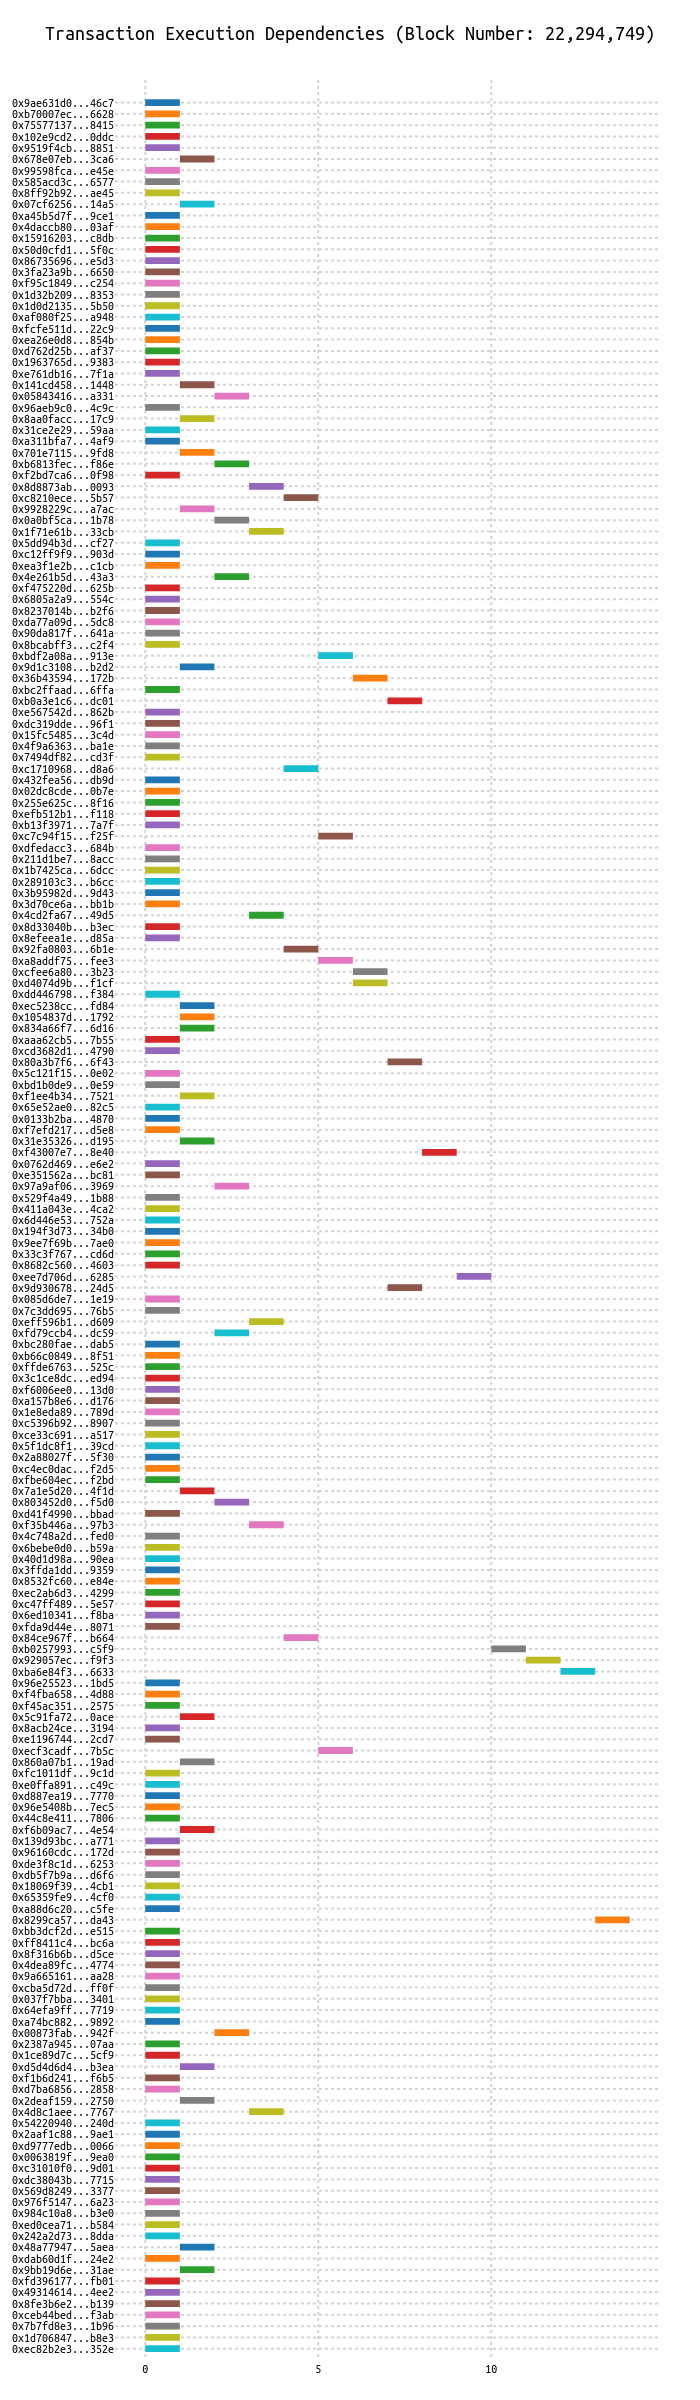 Transaction Execution Dependencies (Block Number: 22,294,749)
0x9ae631d0...46c7
0xb70007ec...6628
0x75577137...8415
0x102e9cd2...0ddc
0x9519f4cb...8851
0x678e07eb...3ca6
0x99598fca...e45e
0x585acd3c...6577
0x8ff92b92...ae45
0x07cf6256...14a5
0xa45b5d7f...9ce1
0x4daccb80...03af
0x15916203...c8db
0x50d0cfd1...5f0c
0x86735696...e5d3
0x3fa23a9b...6650
0xf95c1849...c254
0x1d32b209...8353
0x1d0d2135...5b50
0xaf080f25...a948
0xfcfe511d...22c9
0xea26e0d8...854b
0xd762d25b...af37
0x1963765d...9383
0xe761db16...7f1a
0x141cd458...1448
0x05843416...a331
0x96aeb9c0...4c9c
0x8aa0facc...17c9
0x31ce2e29...59aa
0xa311bfa7...4af9
0x701e7115...9fd8
0xb6813fec...f86e
0xf2bd7ca6...0f98
0x8d8873ab...0093
0xc8210ece...5b57
0x9928229c...a7ac
0x0a0bf5ca...1b78
0x1f71e61b...33cb
0x5dd94b3d...cf27
0xc12ff9f9...903d
0xea3f1e2b...c1cb
0x4e261b5d...43a3
0xf475220d...625b
0x6805a2a9...554c
0x8237014b...b2f6
0xda77a09d...5dc8
0x90da817f...641a
0x8bcabff3...c2f4
0xbdf2a08a...913e
0x9d1c3108...b2d2
0x36b43594...172b
0xbc2ffaad...6ffa
0xb0a3e1c6...dc01
0xe567542d...862b
0xdc319dde...96f1
0x15fc5485...3c4d
0x4f9a6363...ba1e
0x7494df82...cd3f
0xc1710968...d8a6
0x432fea56...db9d
0x02dc8cde...0b7e
0x255e625c...8f16
0xefb512b1...f118
0xb13f3971...7a7f
0xc7c94f15...f25f
0xdfedacc3...684b
0x211d1be7...8acc
0x1b7425ca...6dcc
0x289103c3...b6cc
0x3b95982d...9d43
0x3d70ce6a...bb1b
0x4cd2fa67...49d5
0x8d33040b...b3ec
0x8efeea1e...d85a
0x92fa0803...6b1e
0xa8addf75...fee3
0xcfee6a80...3b23
0xd4074d9b...f1cf
0xdd446798...f384
0xec5238cc...fd84
0x1054837d...1792
0x834a66f7...6d16
0xaaa62cb5...7b55
0xcd3682d1...4790
0x80a3b7f6...6f43
0x5c121f15...0e02
0xbd1b0de9...0e59
0xf1ee4b34...7521
0x65e52ae0...82c5
0x0133b2ba...4870
0xf7efd217...d5e8
0x31e35326...d195
0xf43007e7...8e40
0x0762d469...e6e2
0xe351562a...bc81
0x97a9af06...3969
0x529f4a49...1b88
0x411a043e...4ca2
0x6d446e53...752a
0x194f3d73...34b0
0x9ee7f69b...7ae0
0x33c3f767...cd6d
0x8682c560...4603
0xee7d706d...6285
0x9d930678...24d5
0x085d6de7...1e19
0x7c3dd695...76b5
0xeff596b1...d609
0xfd79ccb4...dc59
0xbc280fae...dab5
0xb66c0849...8f51
0xffde6763...525c
0x3c1ce8dc...ed94
0xf6006ee0...13d0
0xa157b8e6...d176
0x1e8eda89...789d
0xc5396b92...8907
0xce33c691...a517
0x5f1dc8f1...39cd
0x2a88027f...5f30
0xc4ec0dac...f2d5
0xfbe604ec...f2bd
0x7a1e5d20...4f1d
0x803452d0...f5d0
0xd41f4990...bbad
0xf35b446a...97b3
0x4c748a2d...fed0
0x6bebe0d0...b59a
0x40d1d98a...90ea
0x3ffda1dd...9359
0x8532fc60...e84e
0xec2ab6d3...4299
0xc47ff489...5e57
0x6ed10341...f8ba
0xfda9d44e...8071
0x84ce967f...b664
0xb0257993...c5f9
0x929057ec...f9f3
0xba6e84f3...6633
0x96e25523...1bd5
0xf4fba658...4d88
0xf45ac351...2575
0x5c91fa72...0ace
0x8acb24ce...3194
0xe1196744...2cd7
0xecf3cadf...7b5c
0x860a07b1...19ad
0xfc1011df...9c1d
0xe0ffa891...c49c
0xd887ea19...7770
0x96e5408b...7ec5
0x44c8e411...7806
0xf6b09ac7...4e54
0x139d93bc...a771
0x96160cdc...172d
0xde3f8c1d...6253
0xdb5f7b9a...d6f6
0x18069f39...4cb1
0x65359fe9...4cf0
0xa88d6c20...c5fe
0x8299ca57...da43
0xbb3dcf2d...e515
0xff8411c4...bc6a
0x8f316b6b...d5ce
0x4dea89fc...4774
0x9a665161...aa28
0xcba5d72d...ff0f
0x037f7bba...3401
0x64efa9ff...7719
0xa74bc882...9892
0x00873fab...942f
0x2387a945...07aa
0x1ce89d7c...5cf9
0xd5d4d6d4...b3ea
0xf1b6d241...f6b5
0xd7ba6856...2858
0x2deaf159...2750
0x4d8c1aee...7767
0x54220940...240d
0x2aaf1c88...9ae1
0xd9777edb...0066
0x0063819f...9ea0
0xc31010f0...9d01
0xdc38043b...7715
0x569d8249...3377
0x976f5147...6a23
0x984c10a8...b3e0
0xed0cea71...b584
0x242a2d73...8dda
0x48a77947...5aea
0xdab60d1f...24e2
0x9bb19d6e...31ae
0xfd396177...fb01
0x49314614...4ee2
0x8fe3b6e2...b139
0xceb44bed...f3ab
0x7b7fd8e3...1b96
0x1d706847...b8e3
0xec82b2e3...352e
0 5 10